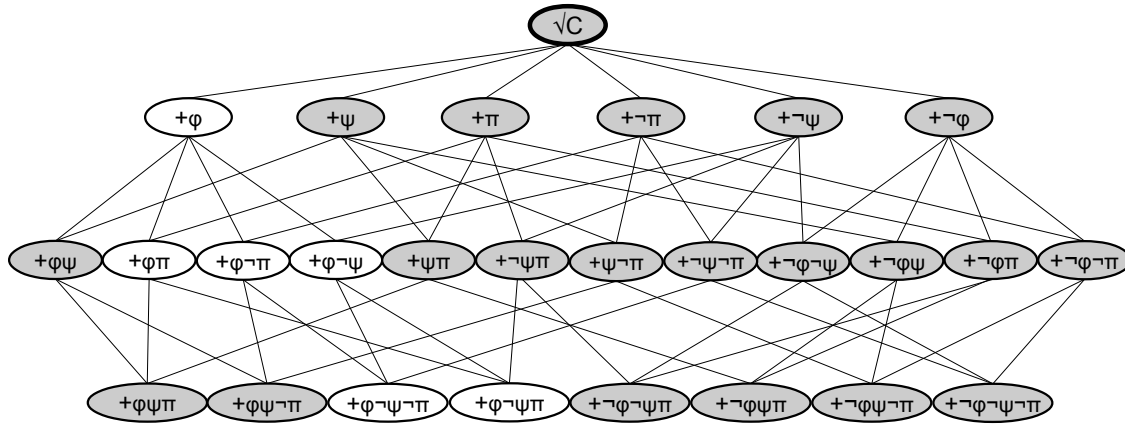 √C
+φ +ψ +π +¬π +¬ψ +¬φ
+φψ +φπ +φ¬π +φ¬ψ +ψπ +¬ψπ +ψ¬π +¬ψ¬π +¬φ¬ψ +¬φψ +¬φπ +¬φ¬π
+φψπ +φψ¬π +φ¬ψ¬π +φ¬ψπ +¬φ¬ψπ +¬φψπ +¬φψ¬π +¬φ¬ψ¬π